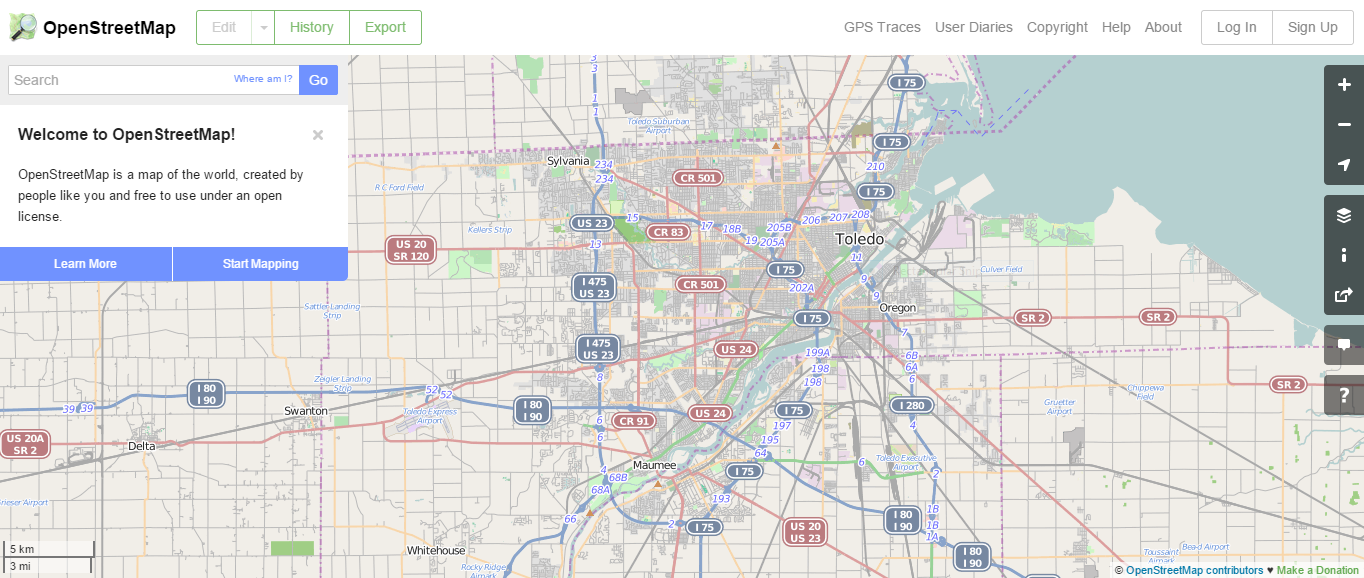 OpenStreetMap
Edit
History
Export
GPS Traces
User Diaries
Copyright
Help
About
Log In
Sign Up
Search
Where am I?
Go
Welcome to OpenStreetMap!
×
OpenStreetMap is a map of the world, created by
people like you and free to use under an open
license.
Learn More
Start Mapping
3
3
1
1
I 75
Toledo Suburban
Airport
I 75
Sylvania
234
234
210
CR 501
R C Ford Field
I 75
15
US 23
17
18B
206
207
208
205B
Kellers Strip
CR 83
19
205A
Toledo
13
US 20
SR 120
11
I 75
Culver Field
9
I 475
US 23
CR 501
202A
9
Sattler Landing
Strip
Oregon
I 75
SR 2
SR 2
7
I 475
US 23
US 24
199A
6B
6A
198
8
198
6
Zeigler Landing
Strip
SR 2
52
52
I 80
I 90
Chippewa
Field
39
39
Swanton
Toledo Express
Airport
I 80
I 90
US 24
I 75
I 280
Gruetter
Airport
6
6
CR 91
197
4
US 20A
SR 2
Delta
195
64
Maumee
6
Toledo Executive
Airport
4
68B
I 75
2
68A
193
Grieser Airport
66
2
I 75
US 20
US 23
I 80
I 90
1B
1B
1A
5 km
3 mi
Whitehouse
I 80
I 90
Toussaint
Bead Airport
Rocky Ridge
Airpark
© OpenStreetMap contributors ♥ Make a Donation